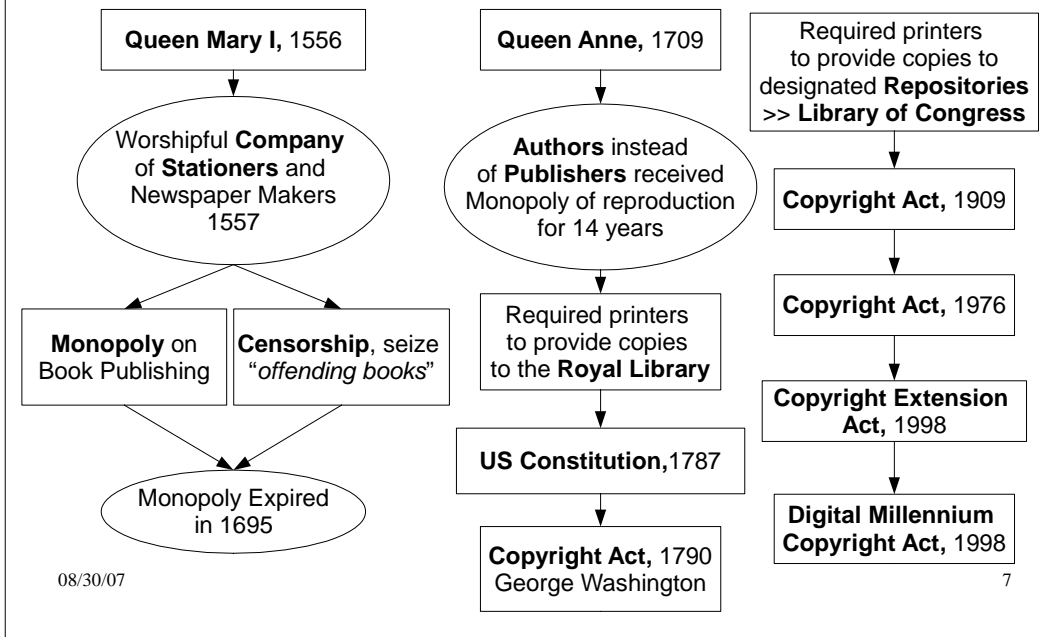 Queen Mary I, 1556
Worshipful Company
of Stationers and
Newspaper Makers
1557
Monopoly on
Book Publishing
Censorship, seize
“offending books”
Monopoly Expired
in 1695
Queen Anne, 1709
Authors instead
of Publishers received
Monopoly of reproduction
for 14 years
Required printers
to provide copies
to the Royal Library
US Constitution,1787
Copyright Act, 1790
George Washington
Required printers
to provide copies to
designated Repositories
>> Library of Congress
Copyright Act, 1909
Copyright Act, 1976
Copyright Extension
Act, 1998
Digital Millennium
Copyright Act, 1998
08/30/07
7